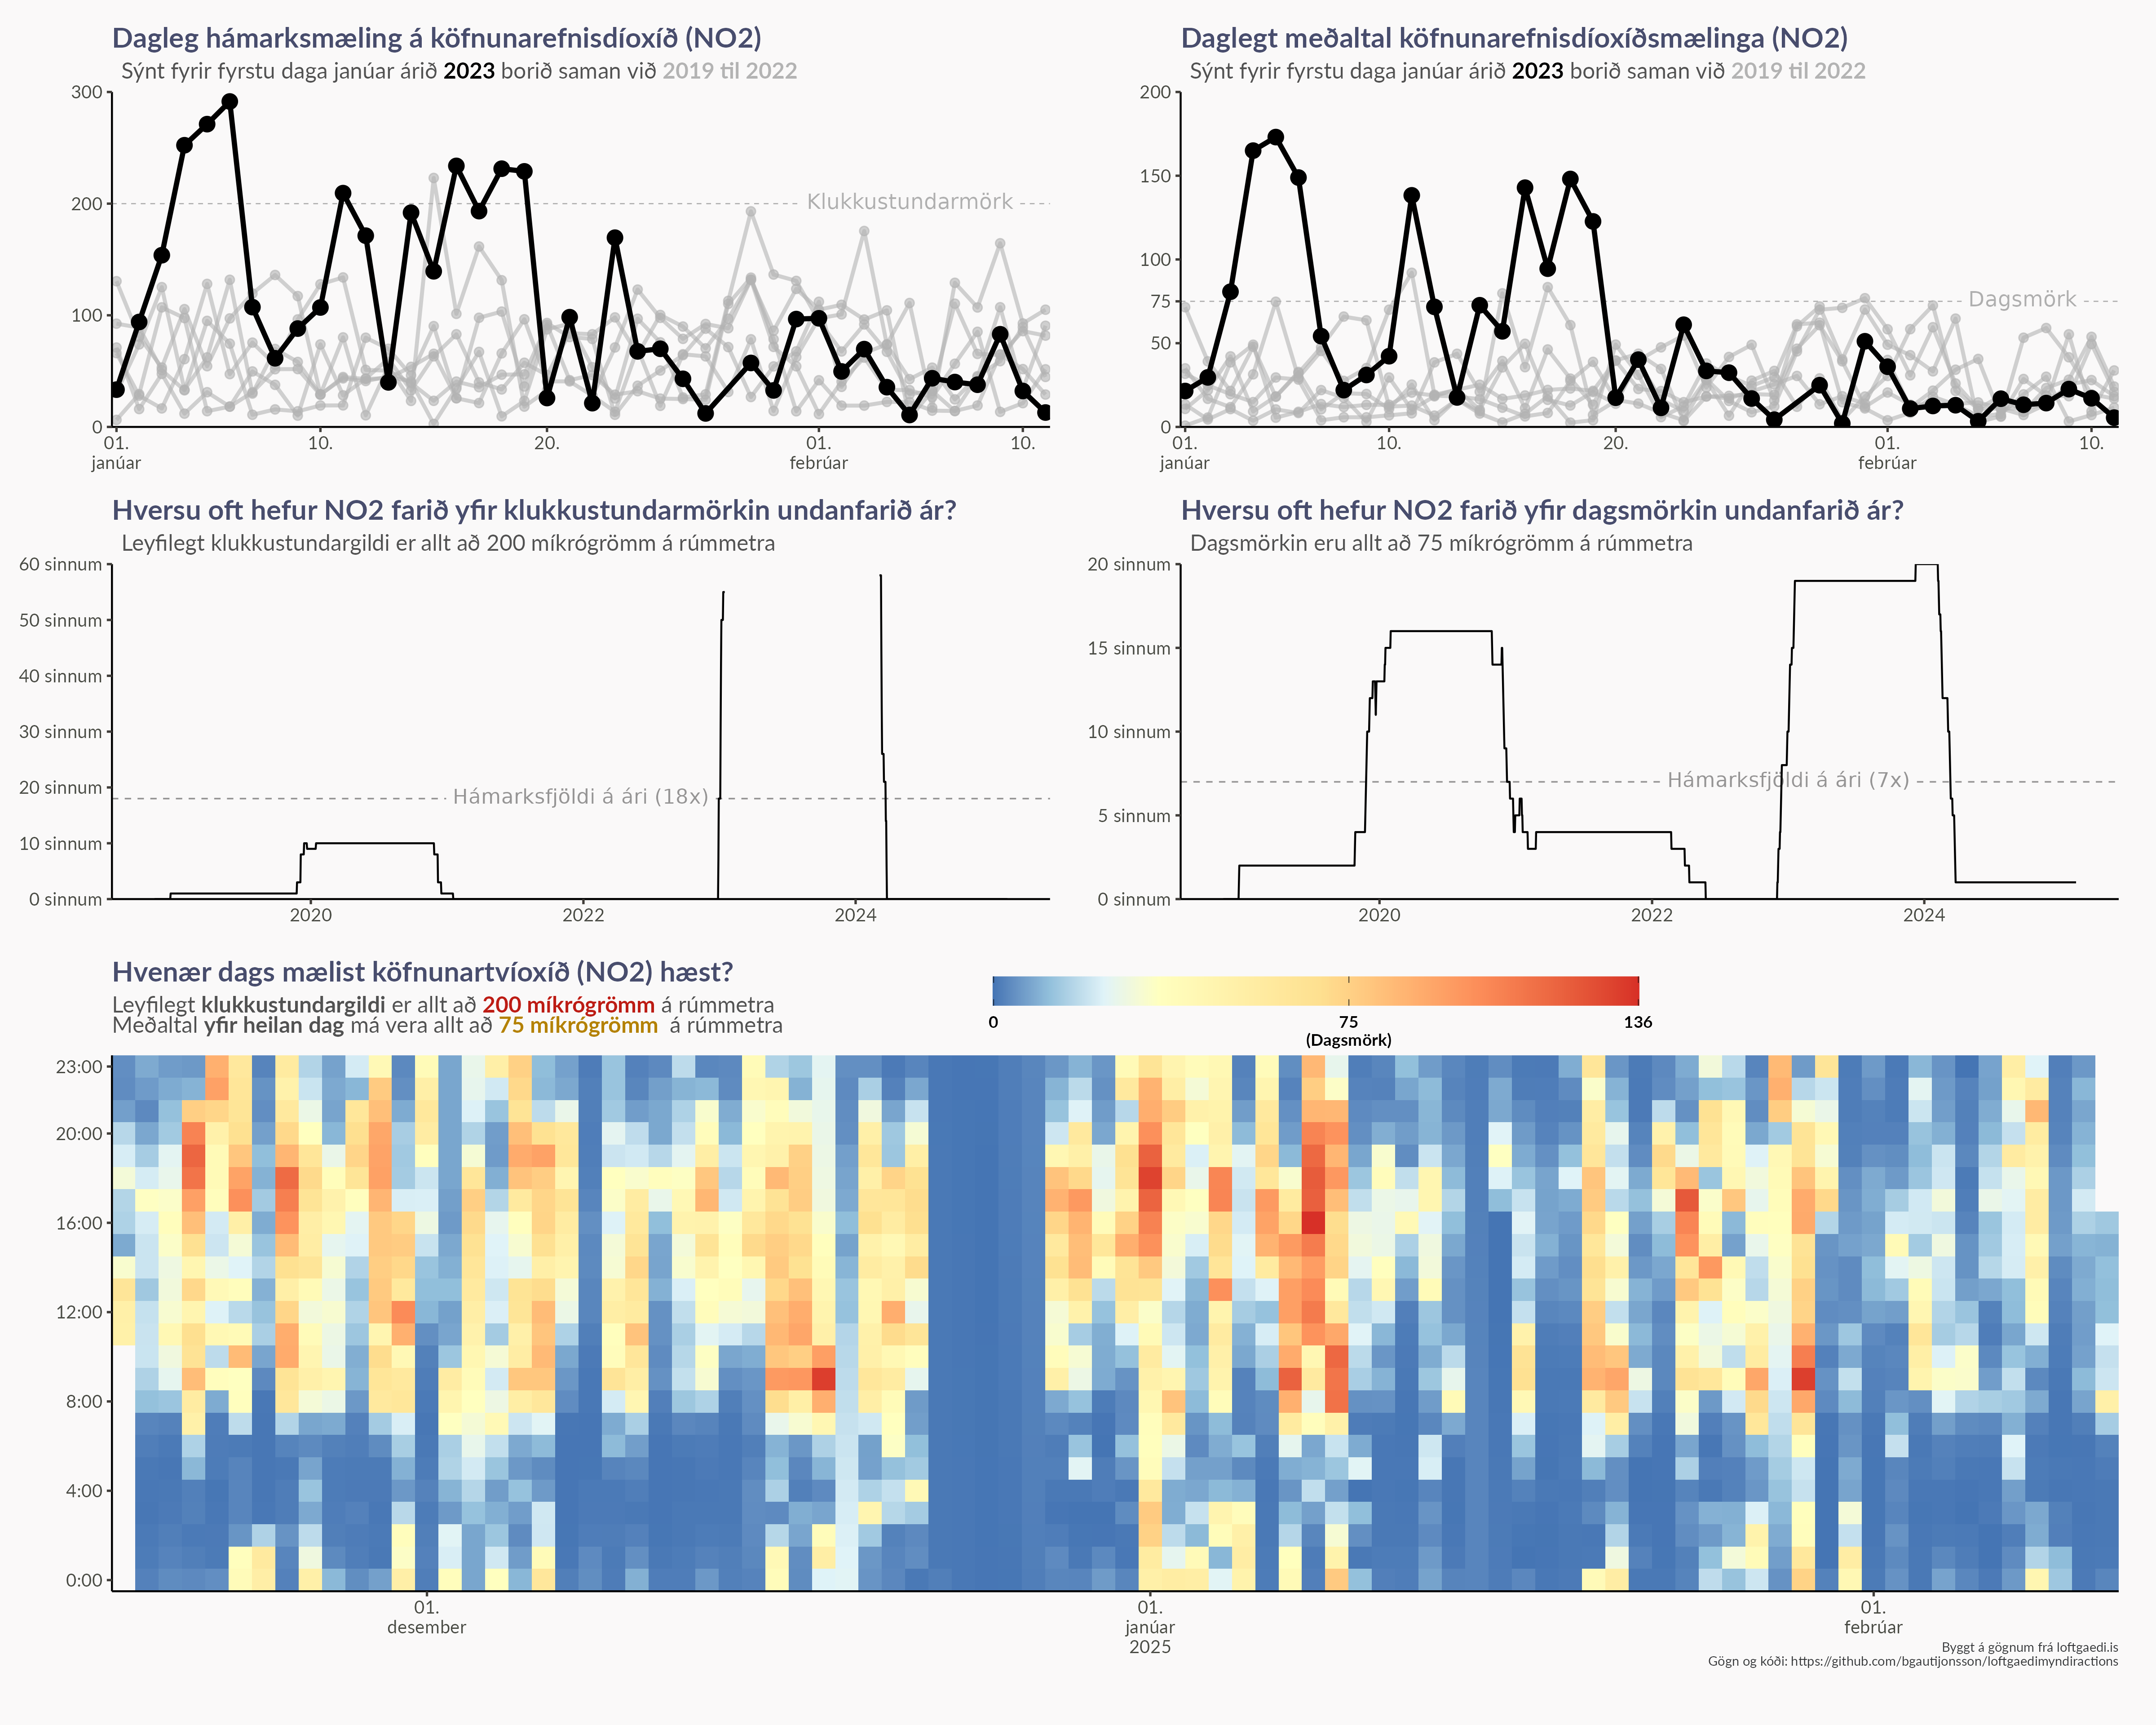 Dagleg hámarksmæling á köfnunarefnisdíoxíð (NO2)
Sýnt fyrir fyrstu daga janúar árið 2023 borið saman við 2019 til 2022
300
200
100
0
Klukkustundarmörk
01.
janúar
10.
20.
01.
febrúar
10.
Daglegt meðaltal köfnunarefnisdíoxíðsmælinga (NO2)
Sýnt fyrir fyrstu daga janúar árið 2023 borið saman við 2019 til 2022
200
150
100
75
50
0
Dagsmörk
01.
janúar
10.
20.
01.
febrúar
10.
Hversu oft hefur NO2 farið yfir klukkustundarmörkin undanfarið ár?
Leyfilegt klukkustundargildi er allt að 200 míkrógrömm á rúmmetra
60 sinnum
50 sinnum
40 sinnum
30 sinnum
20 sinnum
10 sinnum
0 sinnum
Hámarksfjöldi á ári (18x)
2020
2022
2024
Hversu oft hefur NO2 farið yfir dagsmörkin undanfarið ár?
Dagsmörkin eru allt að 75 míkrógrömm á rúmmetra
20 sinnum
15 sinnum
10 sinnum
5 sinnum
0 sinnum
Hámarksfjöldi á ári (7x)
2020
2022
2024
Hvenær dags mælist köfnunartvíoxíð (NO2) hæst?
Leyfilegt klukkustundargildi er allt að 200 míkrógrömm á rúmmetra
Meðaltal yfir heilan dag má vera allt að 75 míkrógrömm á rúmmetra
0
75
(Dagsmörk)
136
23:00
20:00
16:00
12:00
8:00
4:00
0:00
01.
desember
01.
janúar
2025
01.
febrúar
Byggt á gögnum frá loftgaedi.is
Gögn og kóði: https://github.com/bgautijonsson/loftgaedimyndiractions